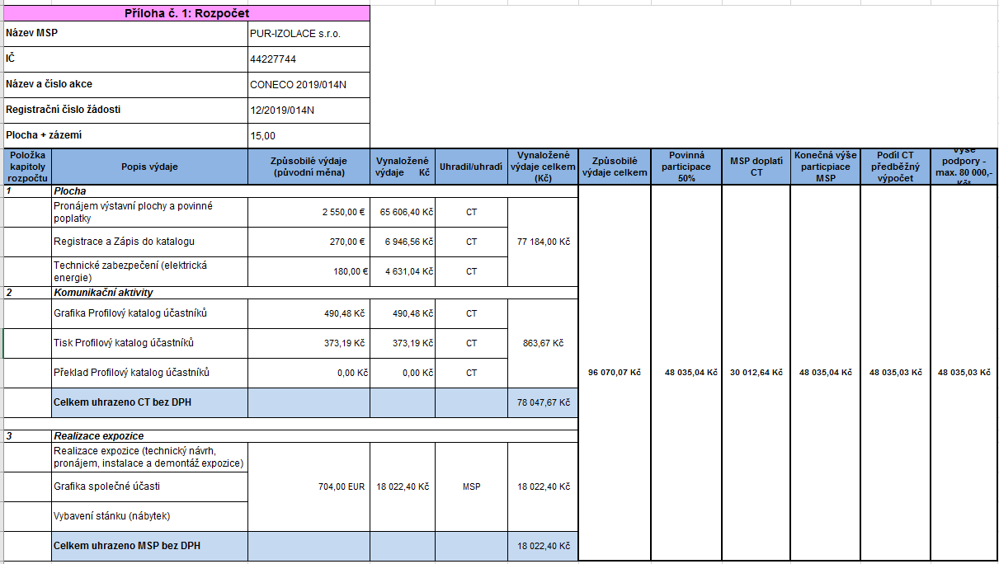 Příloha č. 1: Rozpočet
Název MSP PUR-IZOLACE s.r.o.
IČ 44227744
Název a číslo akce CONECO 2019/014N
Registrační číslo žádosti 12/2019/014N
Plocha + zázemí 15,00
Položka kapitoly rozpočtu Popis výdaje Způsobilé výdaje (původní měna) Vynaložené výdaje Kč Uhradil/uhradí Vynaložené výdaje celkem (Kč) Způsobilé výdaje celkem Povinná participace 50% MSP doplatí CT Konečná výše particpiace MSP Podíl CT předběžný výpočet výše podpory - max. 80 000,- Kč*
1 Plocha
Pronájem výstavní plochy a povinné
poplatky 2 550,00 € 65 606,40 Kč CT
Registrace a Zápis do katalogu 270,00 € 6 946,56 Kč CT 77 184,00 Kč
Technické zabezpečení (elektrická
energie) 180,00 € 4 631,04 Kč CT
2 Komunikační aktivity
Grafika Profilový katalog účastníků 490,48 Kč 490,48 Kč CT
Tisk Profilový katalog účastníků 373,19 Kč 373,19 Kč CT 863,67 Kč
Překlad Profilový katalog účastníků 0,00 Kč 0,00 Kč CT 96 070,07 Kč 48 035,04 Kč 30 012,64 Kč 48 035,04 Kč 48 035,03 Kč 48 035,03 Kč
Celkem uhrazeno CT bez DPH 78 047,67 Kč
3 Realizace expozice
Realizace expozice (technický návrh,
pronájem, instalace a demontáž expozice)
Grafika společné účasti 704,00 EUR 18 022,40 Kč MSP 18 022,40 Kč
Vybavení stánku (nábytek)
Celkem uhrazeno MSP bez DPH 18 022,40 Kč